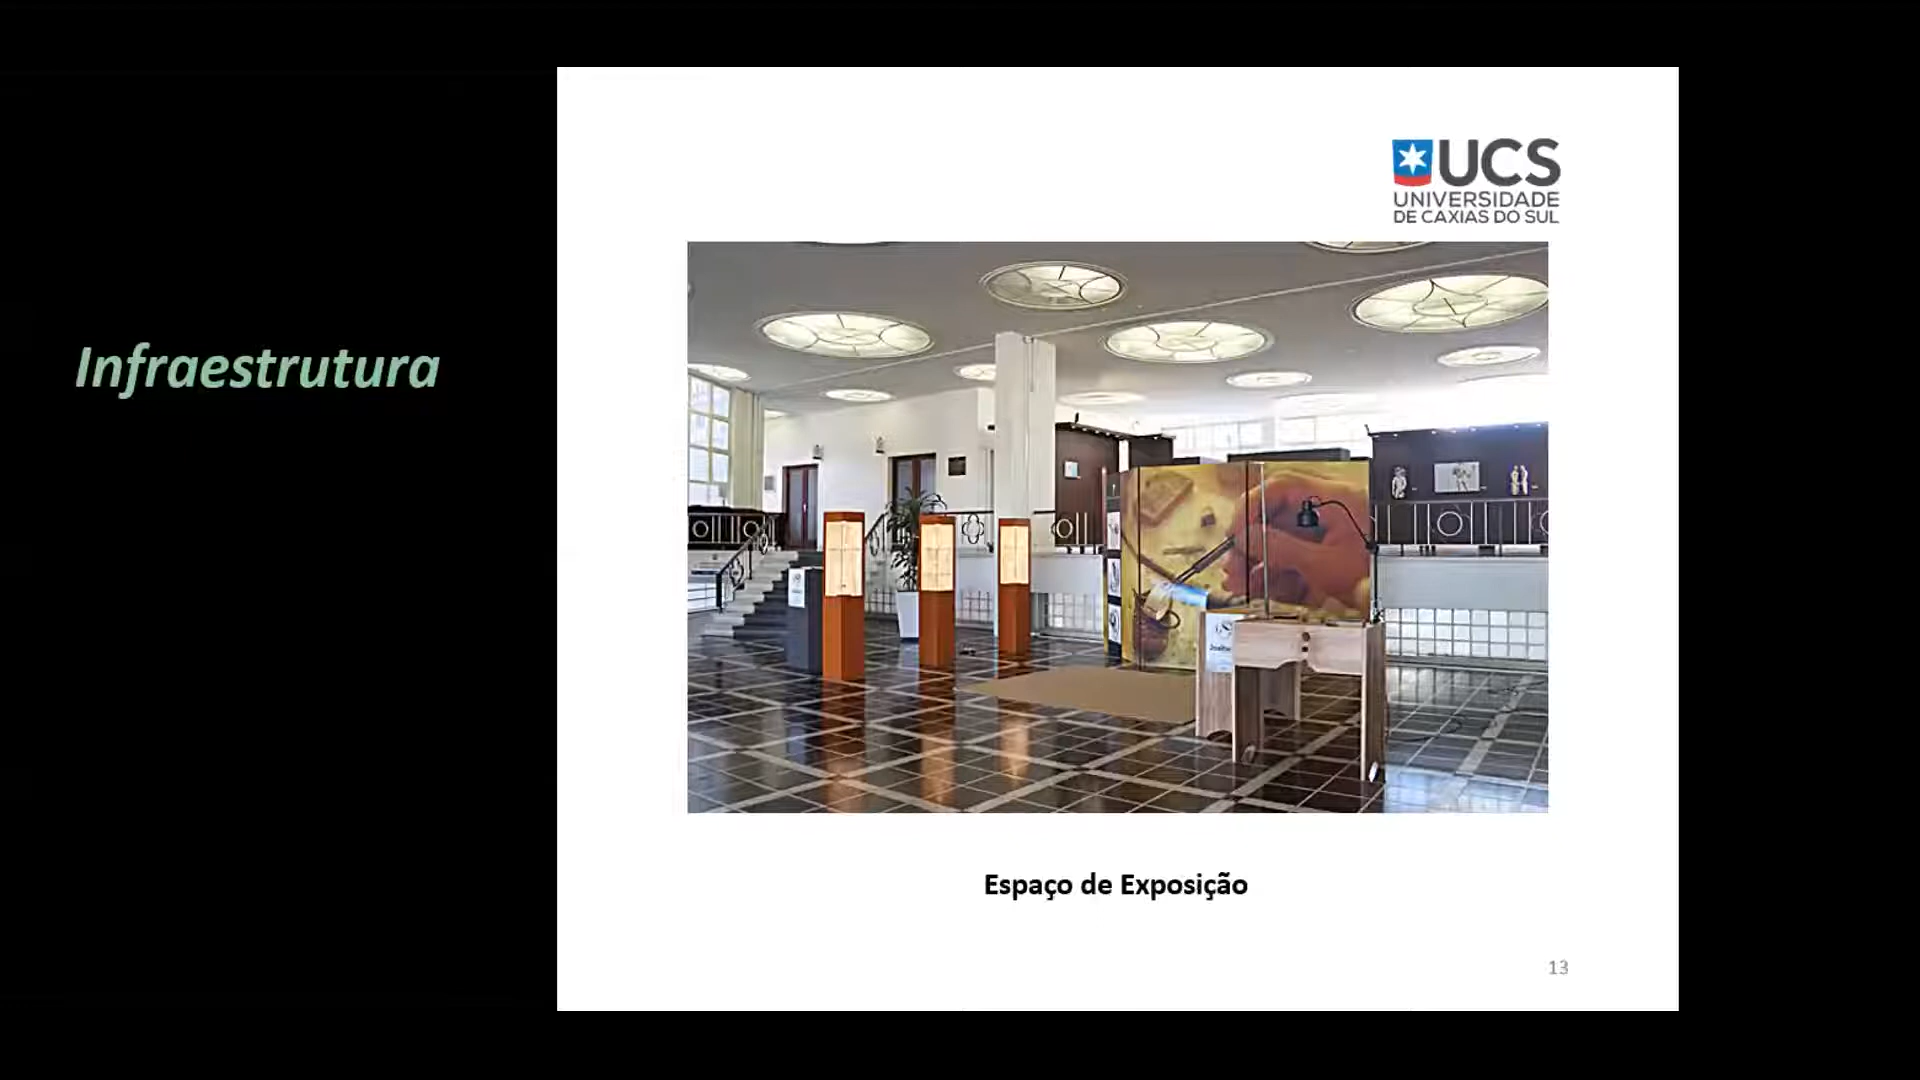 Infraestrutura
UCS
UNIVERSIDADE
DE CAXIAS DO SUL
Espaço de Exposição
13